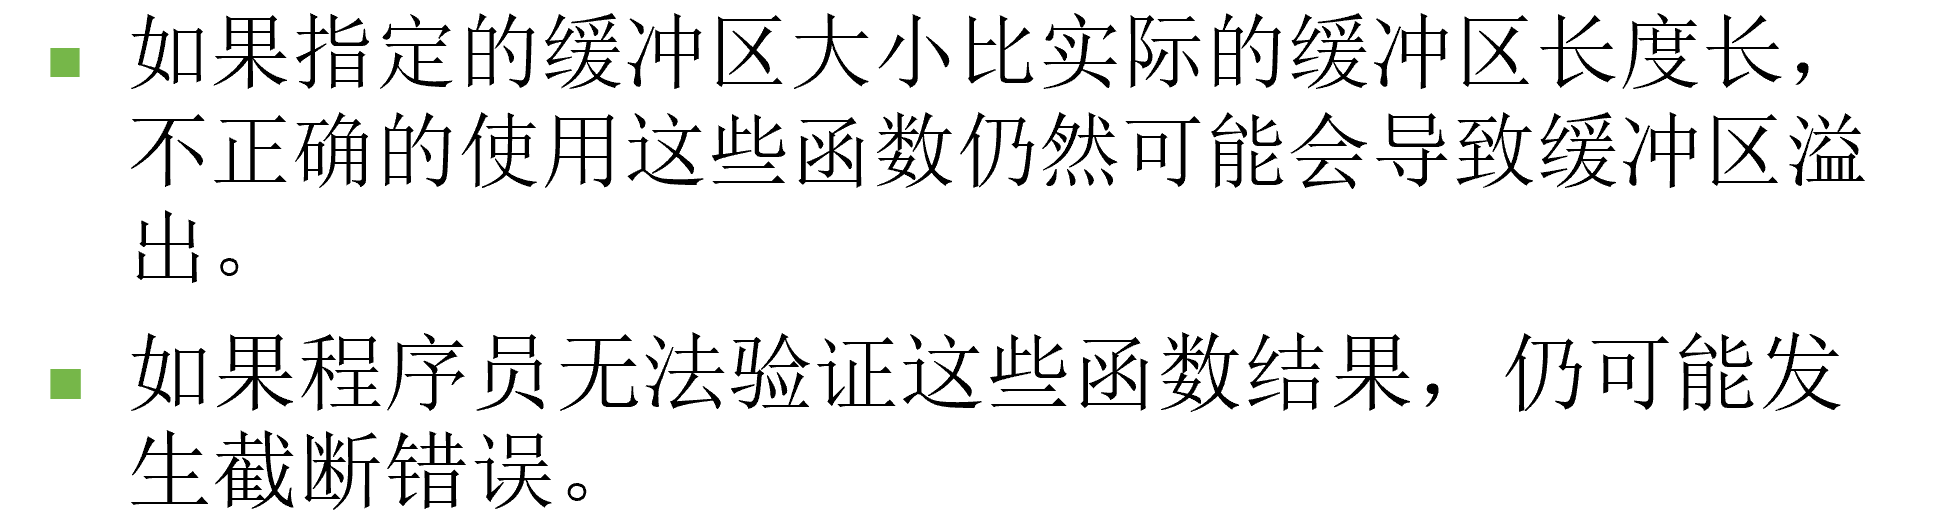 如果指定的缓冲区大小比实际的缓冲区长度长，
不正确的使用这些函数仍然可能会导致缓冲区溢
出。
如果程序员无法验证这些函数结果，仍可能发
生截断错误。